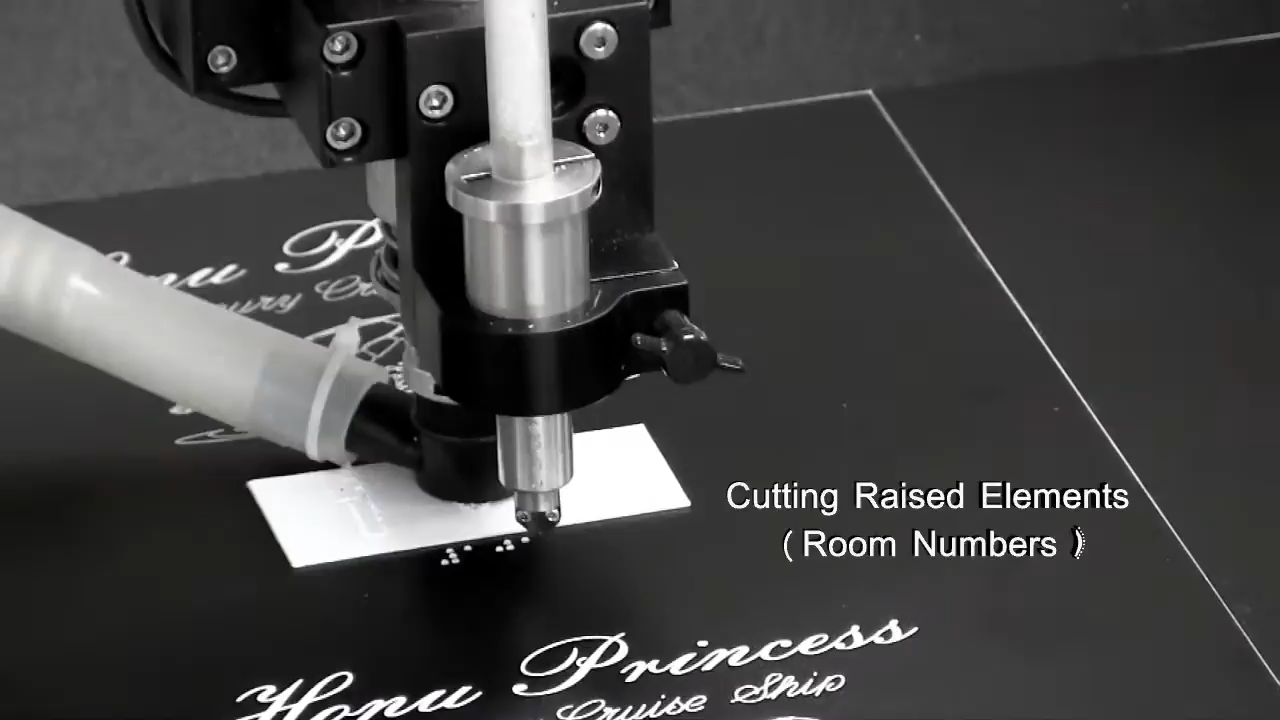 Cutting Raised Elements
(Room Numbers)
Honu Princess
Cruise Ship